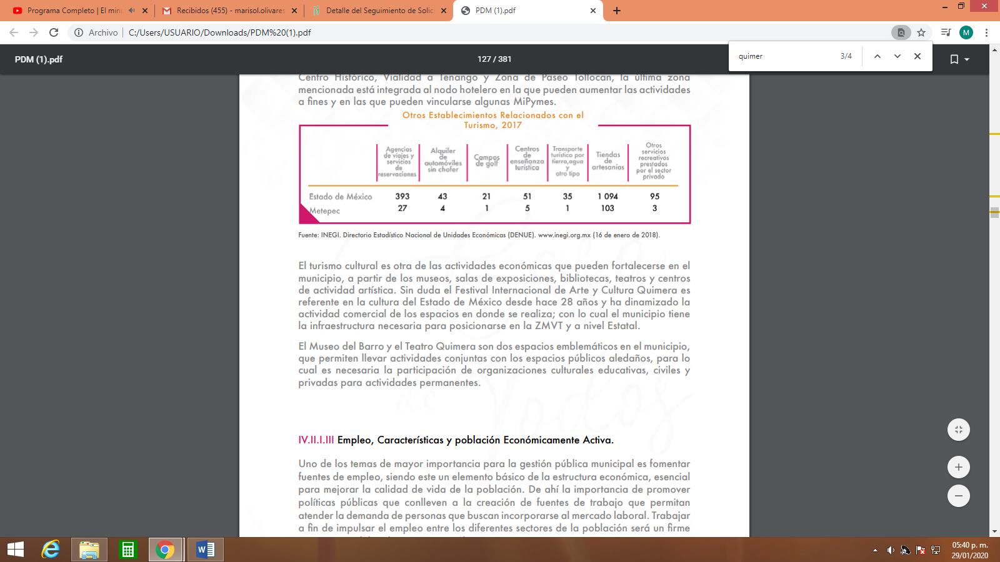 Programa Completo | El min
Recibidos (455) - marisol.olivares
Detalle del Seguimiento de Solici
PDM (1).pdf
Archivo
C:/Users/USUARIO/Downloads/PDM%20(1).pdf
M
PDM (1).pdf
127 / 381
quimer
3/4
Centro Histórico, Vialidad a Tenango y Zona de Paseo Tollocan, la última zona
mencionada está integrada al nodo hotelero en la que pueden aumentar las actividades
a fines y en las que pueden vincularse algunas MiPymes.
Otros Establecimientos Relacionados con el
Turismo, 2017
Agencias
de viajes y
servicios
de
reservaciones
Alquiler
de
automóviles
sin chofer
Campos
de golf
Centros
de
enseñanza
turística
Transporte
turístico por
tierra,agua
y
otro tipo
Tiendas
de
artesanías
Otros
servicios
recreativos
prestados
por el sector
privado
Estado de México 393 43 21 51 35 1 094 95
Metepec 27 4 1 5 1 103 3
Fuente: INEGI. Directorio Estadístico Nacional de Unidades Económicas (DENUE). www.inegi.org.mx (16 de enero de 2018).
El turismo cultural es otra de las actividades económicas que pueden fortalecerse en el
municipio, a partir de los museos, salas de exposiciones, bibliotecas, teatros y centros
de actividad artística. Sin duda el Festival Internacional de Arte y Cultura Quimera es
referente en la cultura del Estado de México desde hace 28 años y ha dinamizado la
actividad comercial de los espacios en donde se realiza; con lo cual el municipio tiene
la infraestructura necesaria para posicionarse en la ZMVT y a nivel Estatal.
El Museo del Barro y el Teatro Quimera son dos espacios emblemáticos en el municipio,
que permiten llevar actividades conjuntas con los espacios públicos aledaños, para lo
cual es necesaria la participación de organizaciones culturales educativas, civiles y
privadas para actividades permanentes.
IV.II.I.III Empleo, Características y población Económicamente Activa.
Uno de los temas de mayor importancia para la gestión pública municipal es fomentar
fuentes de empleo, siendo este un elemento básico de la estructura económica, esencial
para mejorar la calidad de vida de la población. De ahí la importancia de promover
políticas públicas que conlleven a la creación de fuentes de trabajo que permitan
atender la demanda de personas que buscan incorporarse al mercado laboral. Trabajar
a fin de impulsar el empleo entre los diferentes sectores de la población será un firme
05:40 p. m.
29/01/2020